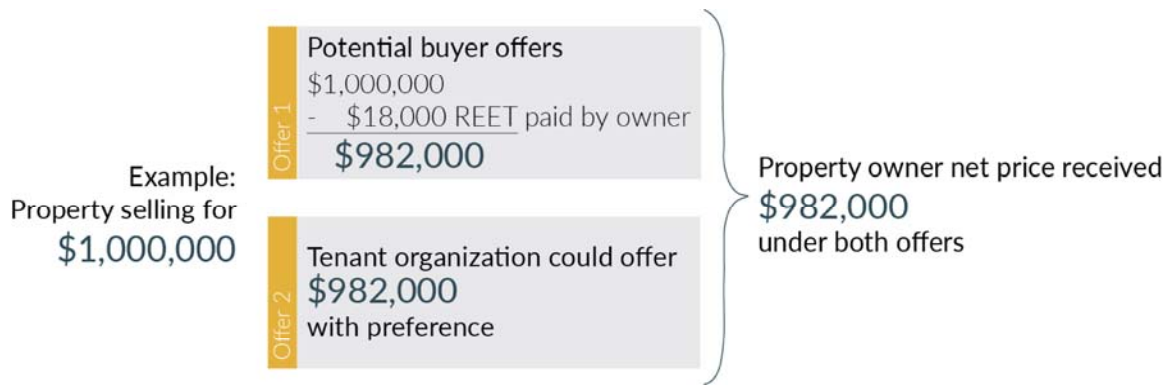 Example:
Property selling for
$1,000,000
Offer 1
Potential buyer offers
$1,000,000
- $18,000 REET paid by owner
$982,000
Offer 2
Tenant organization could offer
$982,000
with preference
Property owner net price received
$982,000
under both offers